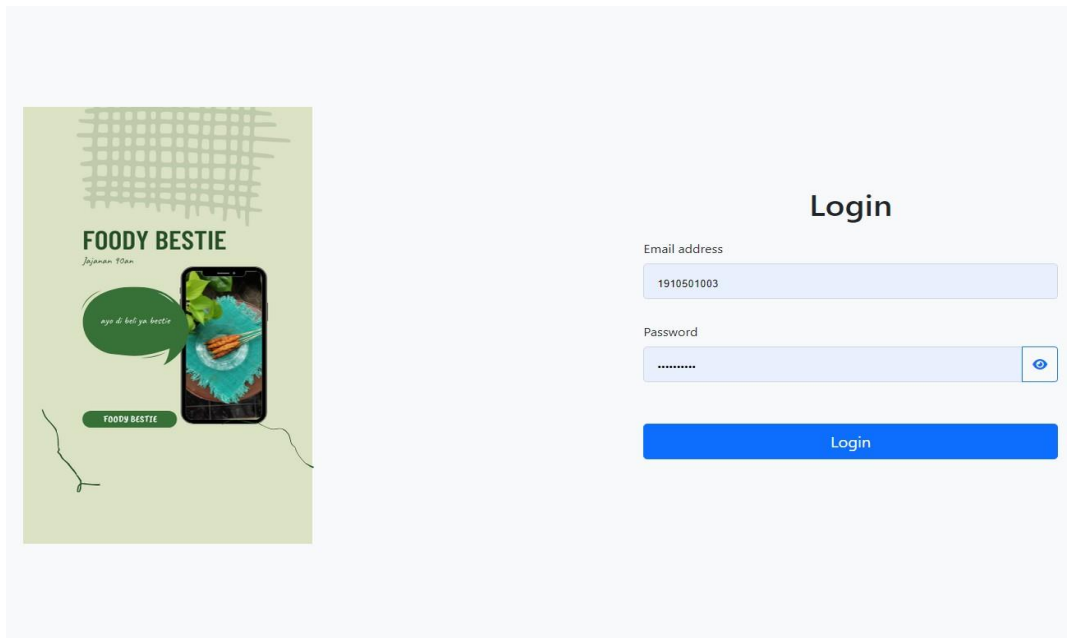 FOODY BESTIE
Jajanan 90an
ayo di beli ya bestie
FOODY BESTIE
Login
Email address
1910501003
Password
••••••••••
Login